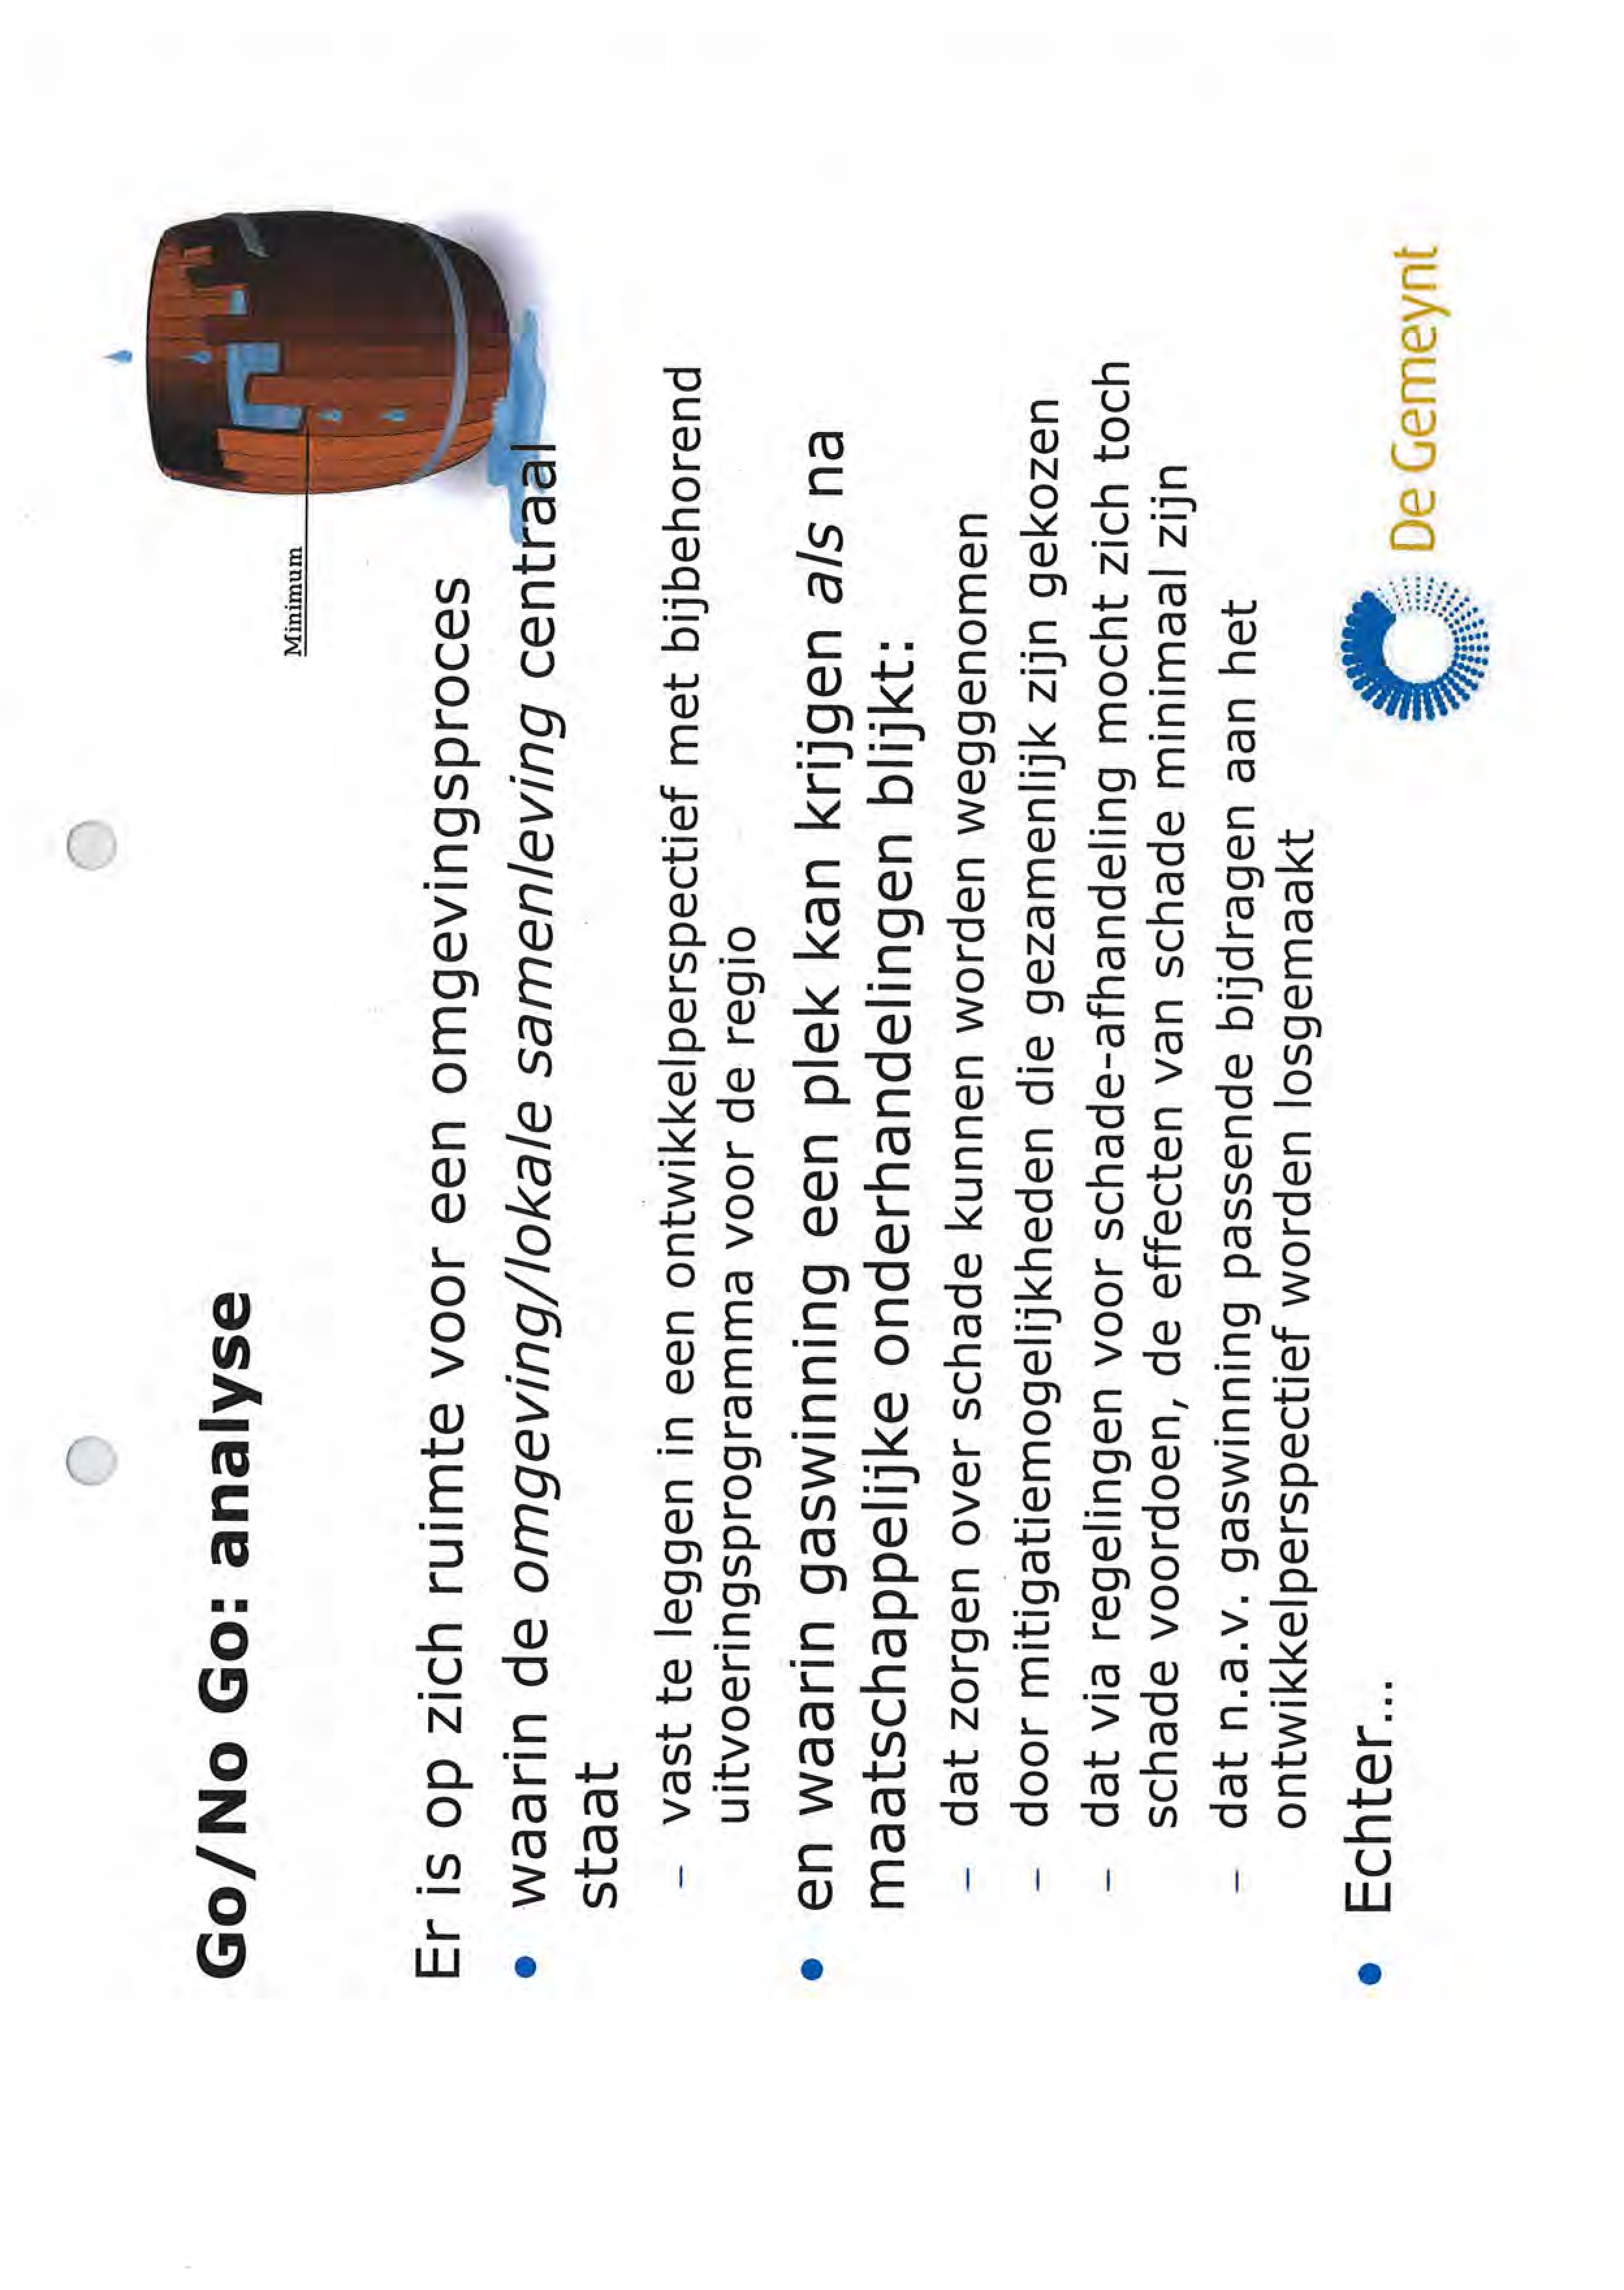 Go/No Go: analyse
Minimum
Er is op zich ruimte voor een omgevingsproces
• waarin de omgeving/lokale samenleving centraal
staat
– vast te leggen in een ontwikkelperspectief met bijbehorend
uitvoeringsprogramma voor de regio
• en waarin gaswinning een plek kan krijgen als na
maatschappelijke onderhandelingen blijkt:
– dat zorgen over schade kunnen worden weggenomen
– door mitigatiemogelijkheden die gezamenlijk zijn gekozen
– dat via regelingen voor schade-afhandeling mocht zich toch
schade voordoen, de effecten van schade minimaal zijn
– dat n.a.v. gaswinning passende bijdragen aan het
ontwikkelperspectief worden losgemaakt
• Echter...
De Gemeynt